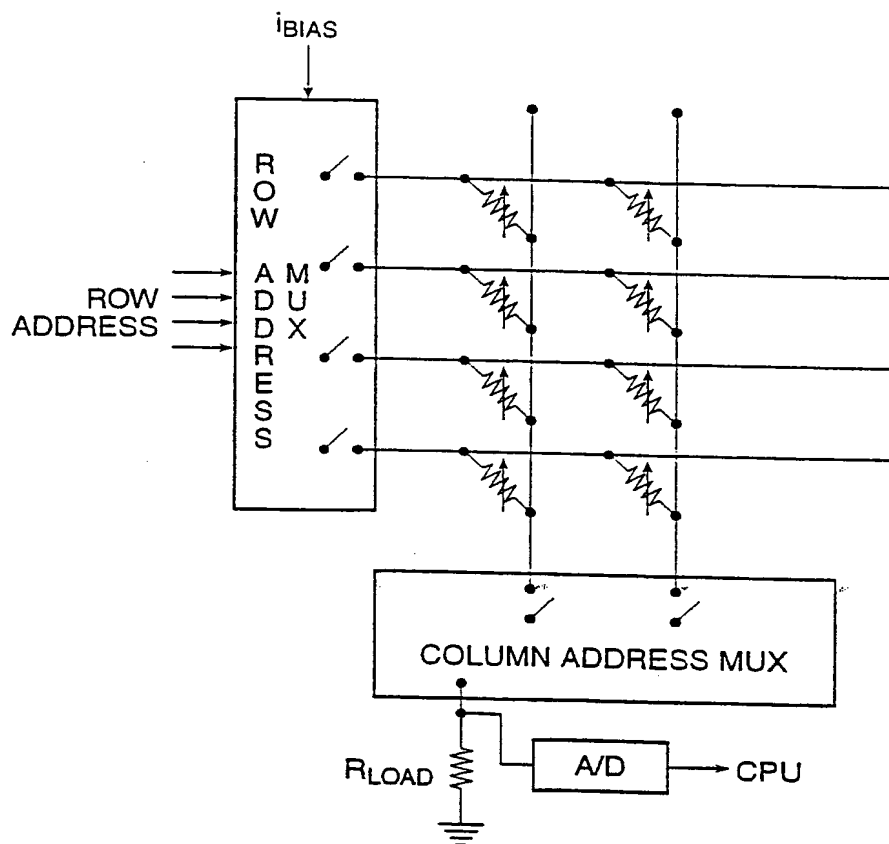 iBIAS
ROW ADDRESS
MUX
ROW
ADDRESS
COLUMN ADDRESS MUX
RLOAD
A/D
CPU